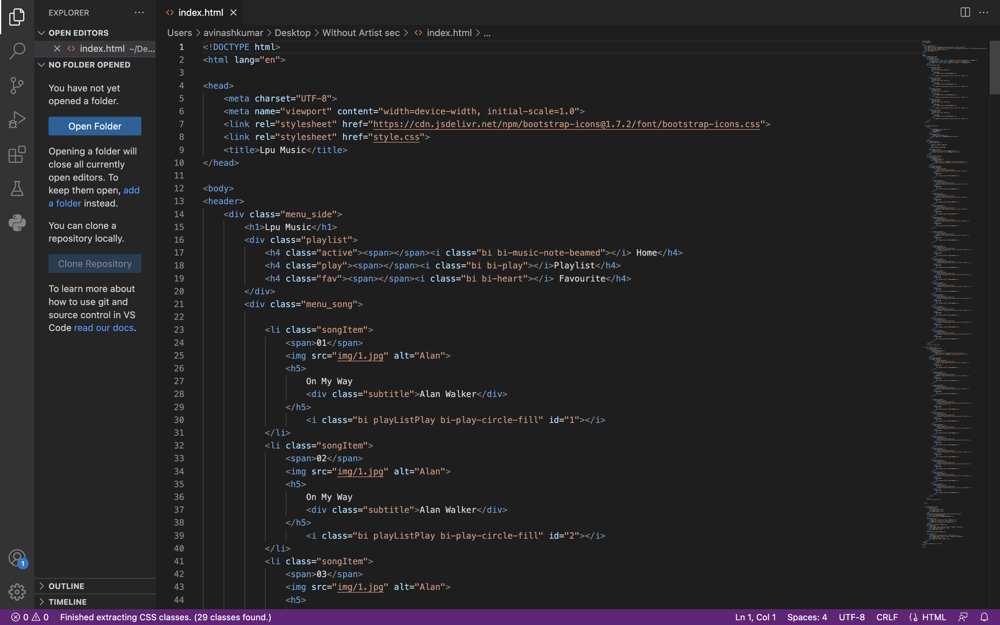 EXPLORER
OPEN EDITORS
index.html ~/De...
NO FOLDER OPENED
You have not yet
opened a folder.
Open Folder
Opening a folder will
close all currently
open editors. To
keep them open, add
a folder instead.
You can clone a
repository locally.
Clone Repository
To learn more about
how to use git and
source control in VS
Code read our docs.
1
OUTLINE
TIMELINE
index.html
Users > avinashkumar > Desktop > Without Artist sec > index.html > ...
1 <!DOCTYPE html>
2 <html lang="en">
3
4 <head>
5 <meta charset="UTF-8">
6 <meta name="viewport" content="width=device-width, initial-scale=1.0">
7 <link rel="stylesheet" href="https://cdn.jsdelivr.net/npm/bootstrap-icons@1.7.2/font/bootstrap-icons.css">
8 <link rel="stylesheet" href="style.css">
9 <title>Lpu Music</title>
10 </head>
11
12 <body>
13 <header>
14 <div class="menu_side">
15 <h1>Lpu Music</h1>
16 <div class="playlist">
17 <h4 class="active"><span></span><i class="bi bi-music-note-beamed"></i> Home</h4>
18 <h4 class="play"><span></span><i class="bi bi-play"></i>Playlist</h4>
19 <h4 class="fav"><span></span><i class="bi bi-heart"></i> Favourite</h4>
20 </div>
21 <div class="menu_song">
22
23 <li class="songItem">
24 <span>01</span>
25 <img src="img/1.jpg" alt="Alan">
26 <h5>
27 On My Way
28 <div class="subtitle">Alan Walker</div>
29 </h5>
30 <i class="bi playListPlay bi-play-circle-fill" id="1"></i>
31 </li>
32 <li class="songItem">
33 <span>02</span>
34 <img src="img/1.jpg" alt="Alan">
35 <h5>
36 On My Way
37 <div class="subtitle">Alan Walker</div>
38 </h5>
39 <i class="bi playListPlay bi-play-circle-fill" id="2"></i>
40 </li>
41 <li class="songItem">
42 <span>03</span>
43 <img src="img/1.jpg" alt="Alan">
44 <h5>
0 0 Finished extracting CSS classes. (29 classes found.)
Ln 1, Col 1 Spaces: 4 UTF-8 CRLF HTML